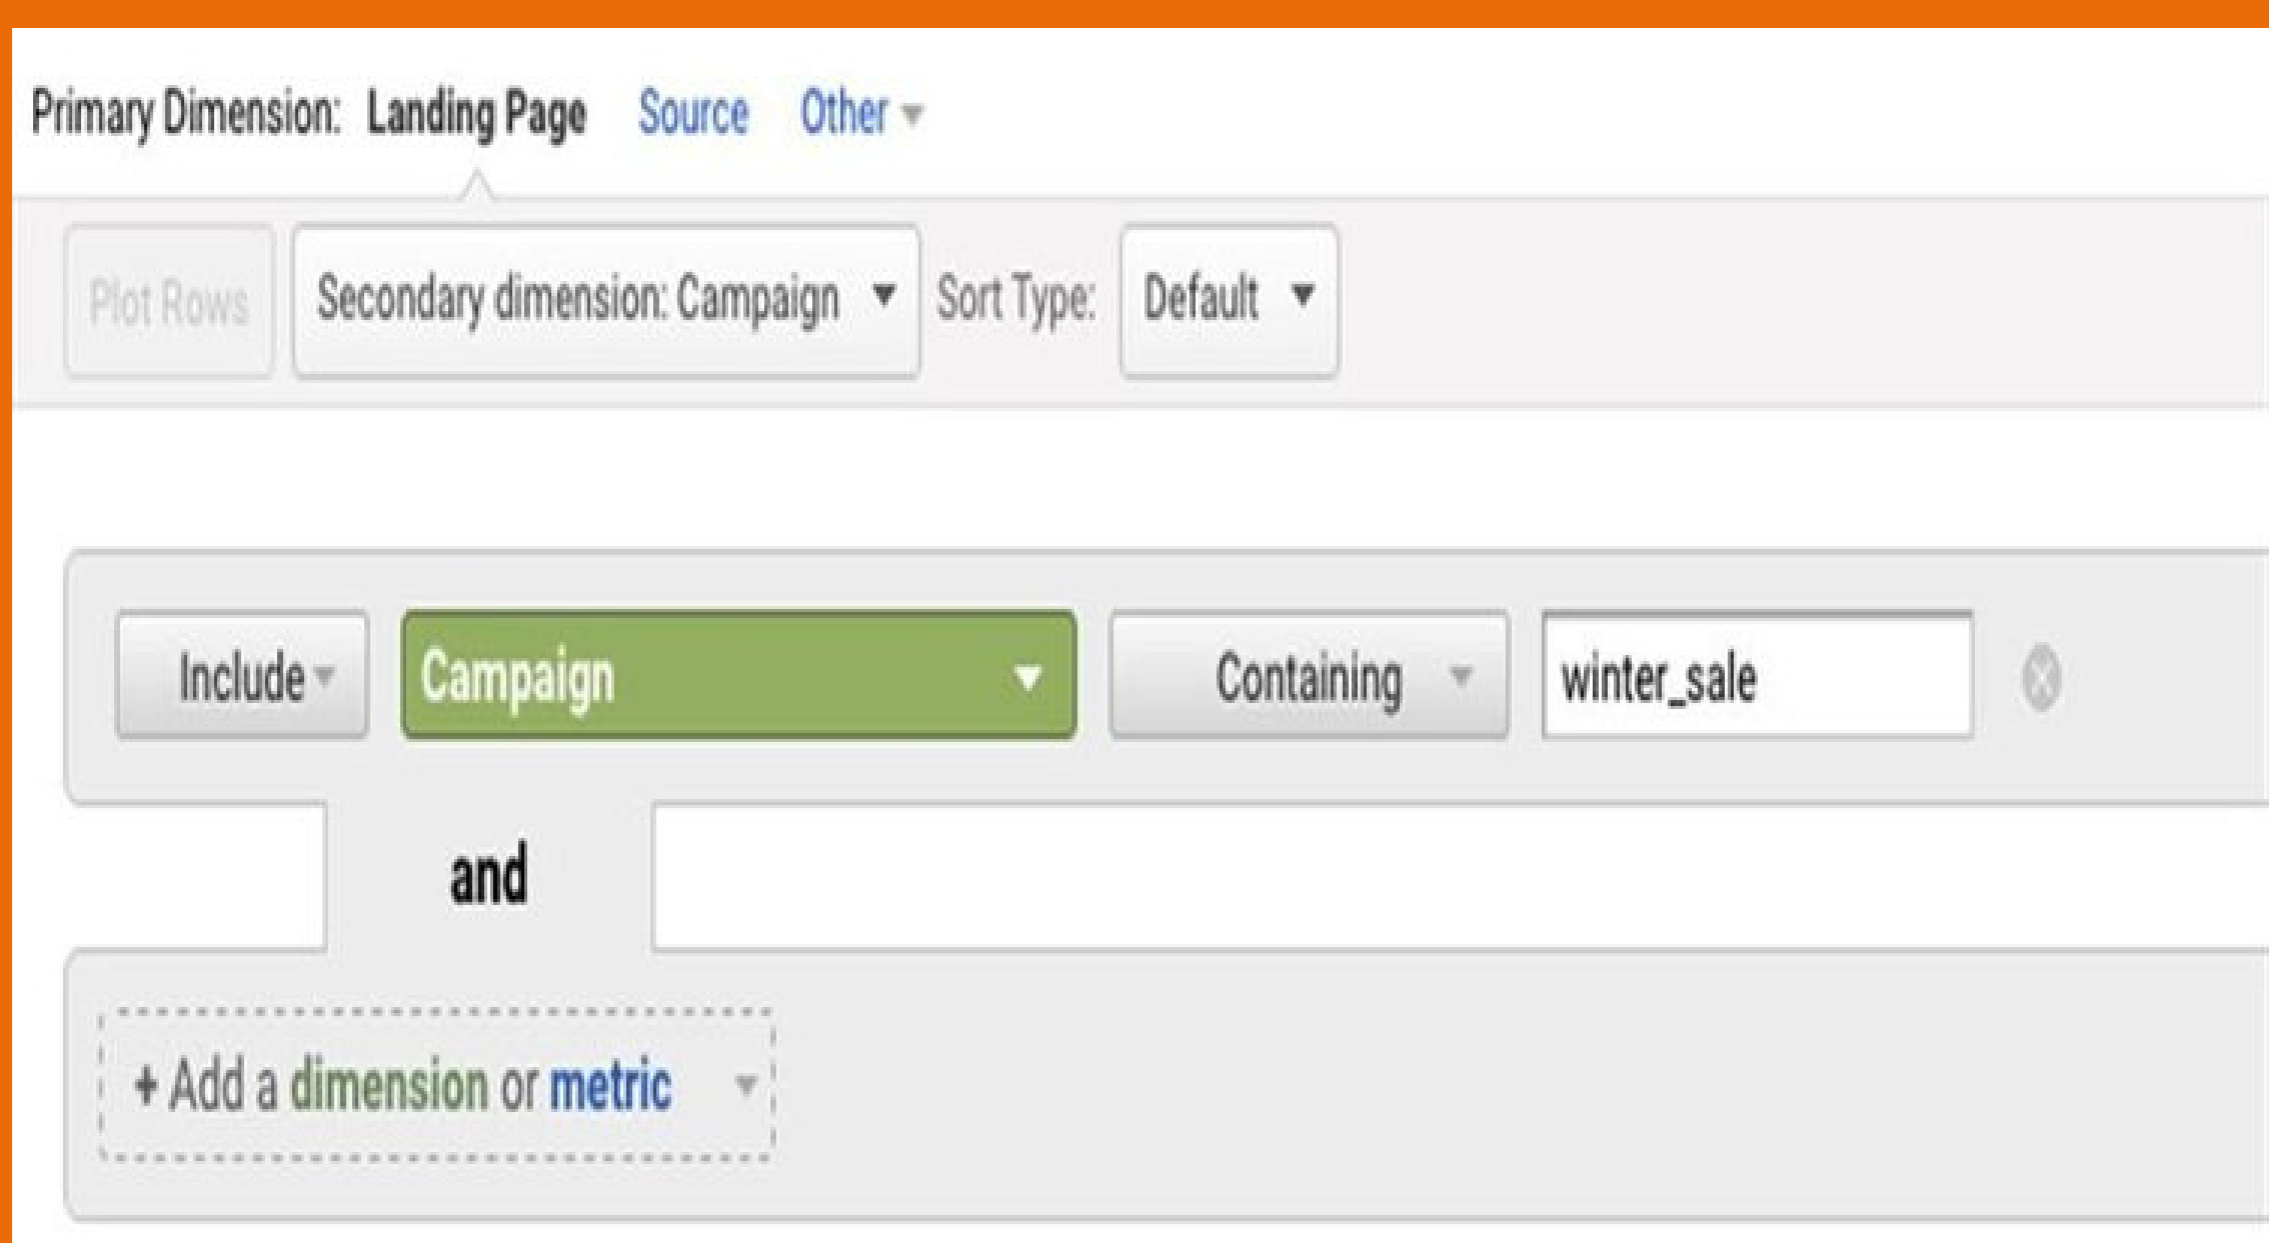 Primary Dimension: Landing Page Source Other
Plot Rows Secondary dimension: Campaign Sort Type: Default
Include Campaign Containing winter_sale
and
+ Add a dimension or metric